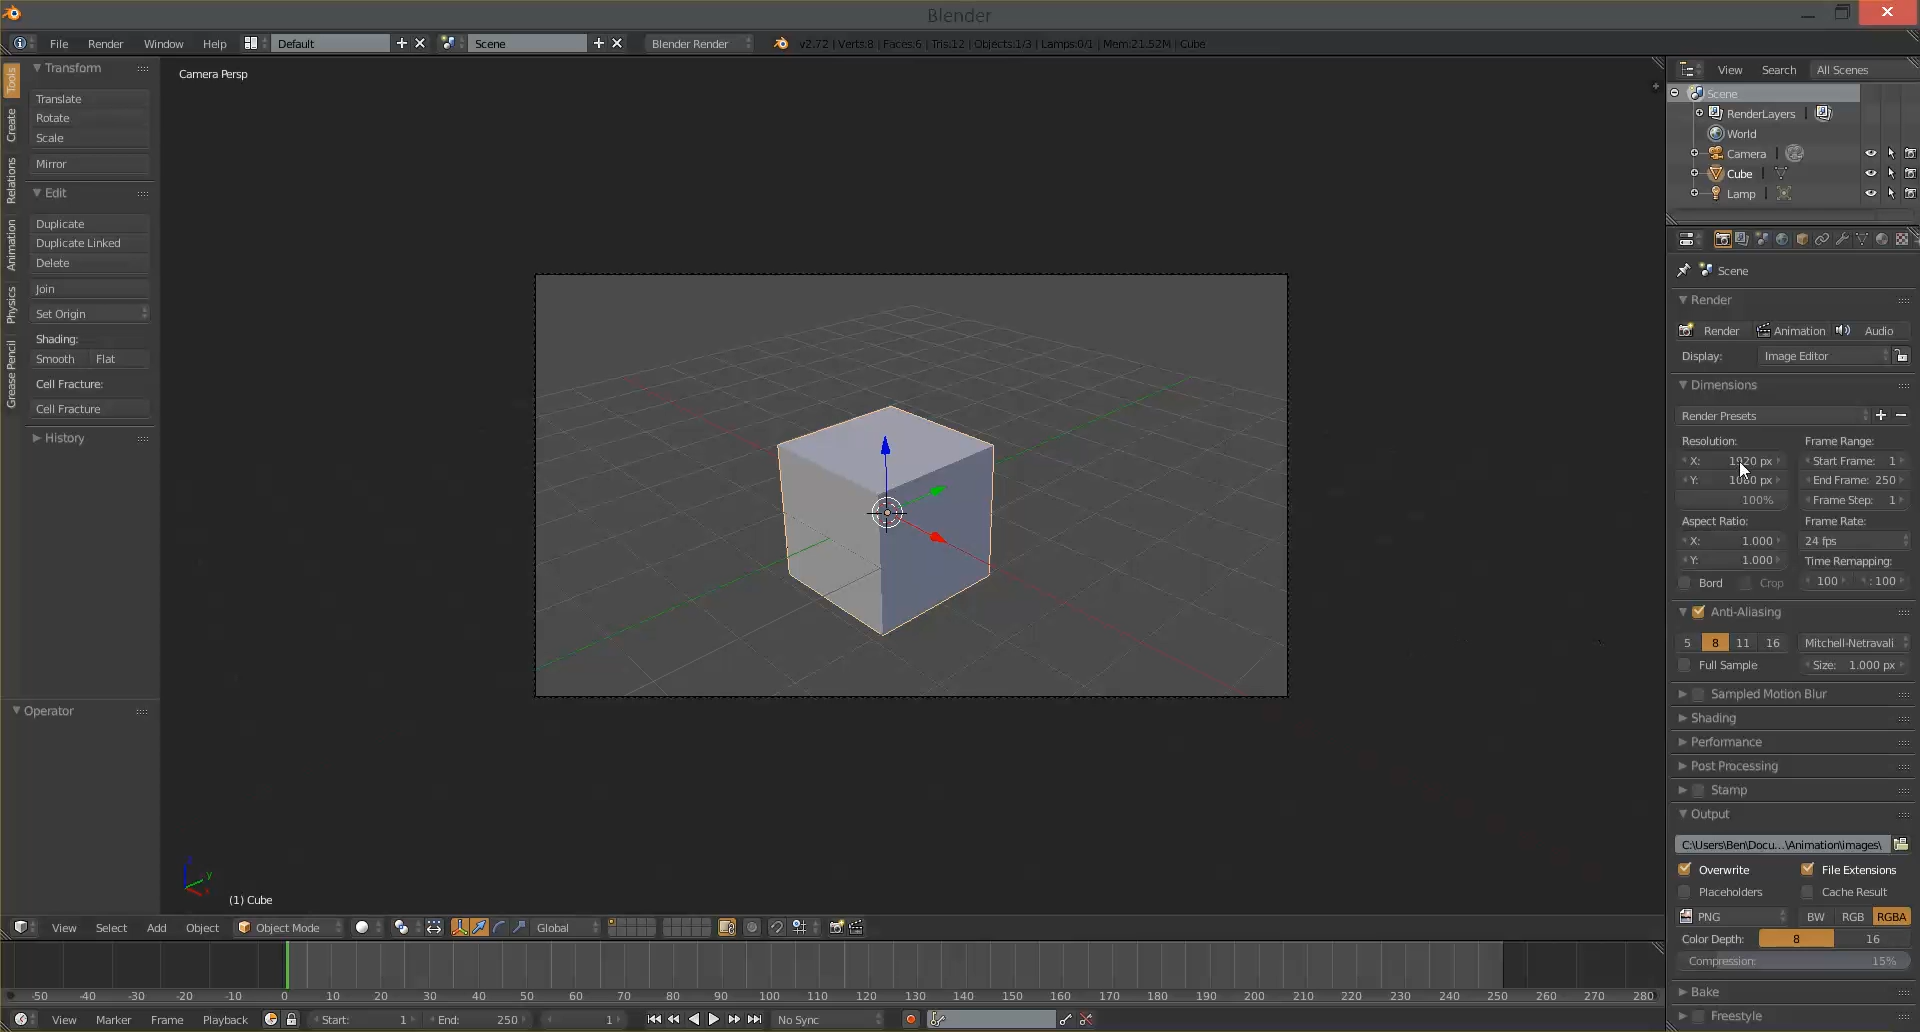 Blender
File Render Window Help Default Scene Blender Render v2.72 | Verts:8 | Faces:6 | Tris:12 | Objects:1/3 | Lamps:0/1 | Mem:21.52M | Cube
Tools
Create
Relations
Animation
Physics
Grease Pencil
Transform
Translate
Rotate
Scale
Mirror
Edit
Duplicate
Duplicate Linked
Delete
Join
Set Origin
Shading:
Smooth Flat
Cell Fracture:
Cell Fracture
History
Operator
Camera Persp
z
y
x
(1) Cube
View Search All Scenes
Scene
RenderLayers |
World
Camera |
Cube |
Lamp |
Scene
Render
Render Animation Audio
Display: Image Editor
Dimensions
Render Presets
Resolution: Frame Range:
X: 1920 px Start Frame: 1
Y: 1080 px End Frame: 250
100% Frame Step: 1
Aspect Ratio: Frame Rate:
X: 1.000 24 fps
Y: 1.000 Time Remapping:
Bord Crop 100 : 100
Anti-Aliasing
5 8 11 16 Mitchell-Netravali
Full Sample Size: 1.000 px
Sampled Motion Blur
Shading
Performance
Post Processing
Stamp
Output
C:\Users\Ben\Docu...\Animation\images\
Overwrite File Extensions
Placeholders Cache Result
PNG BW RGB RGBA
Color Depth: 8 16
Compression: 15%
Bake
Freestyle
View Select Add Object Object Mode Global
-50 -40 -30 -20 -10 0 10 20 30 40 50 60 70 80 90 100 110 120 130 140 150 160 170 180 190 200 210 220 230 240 250 260 270 280
View Marker Frame Playback Start: 1 End: 250 1 No Sync